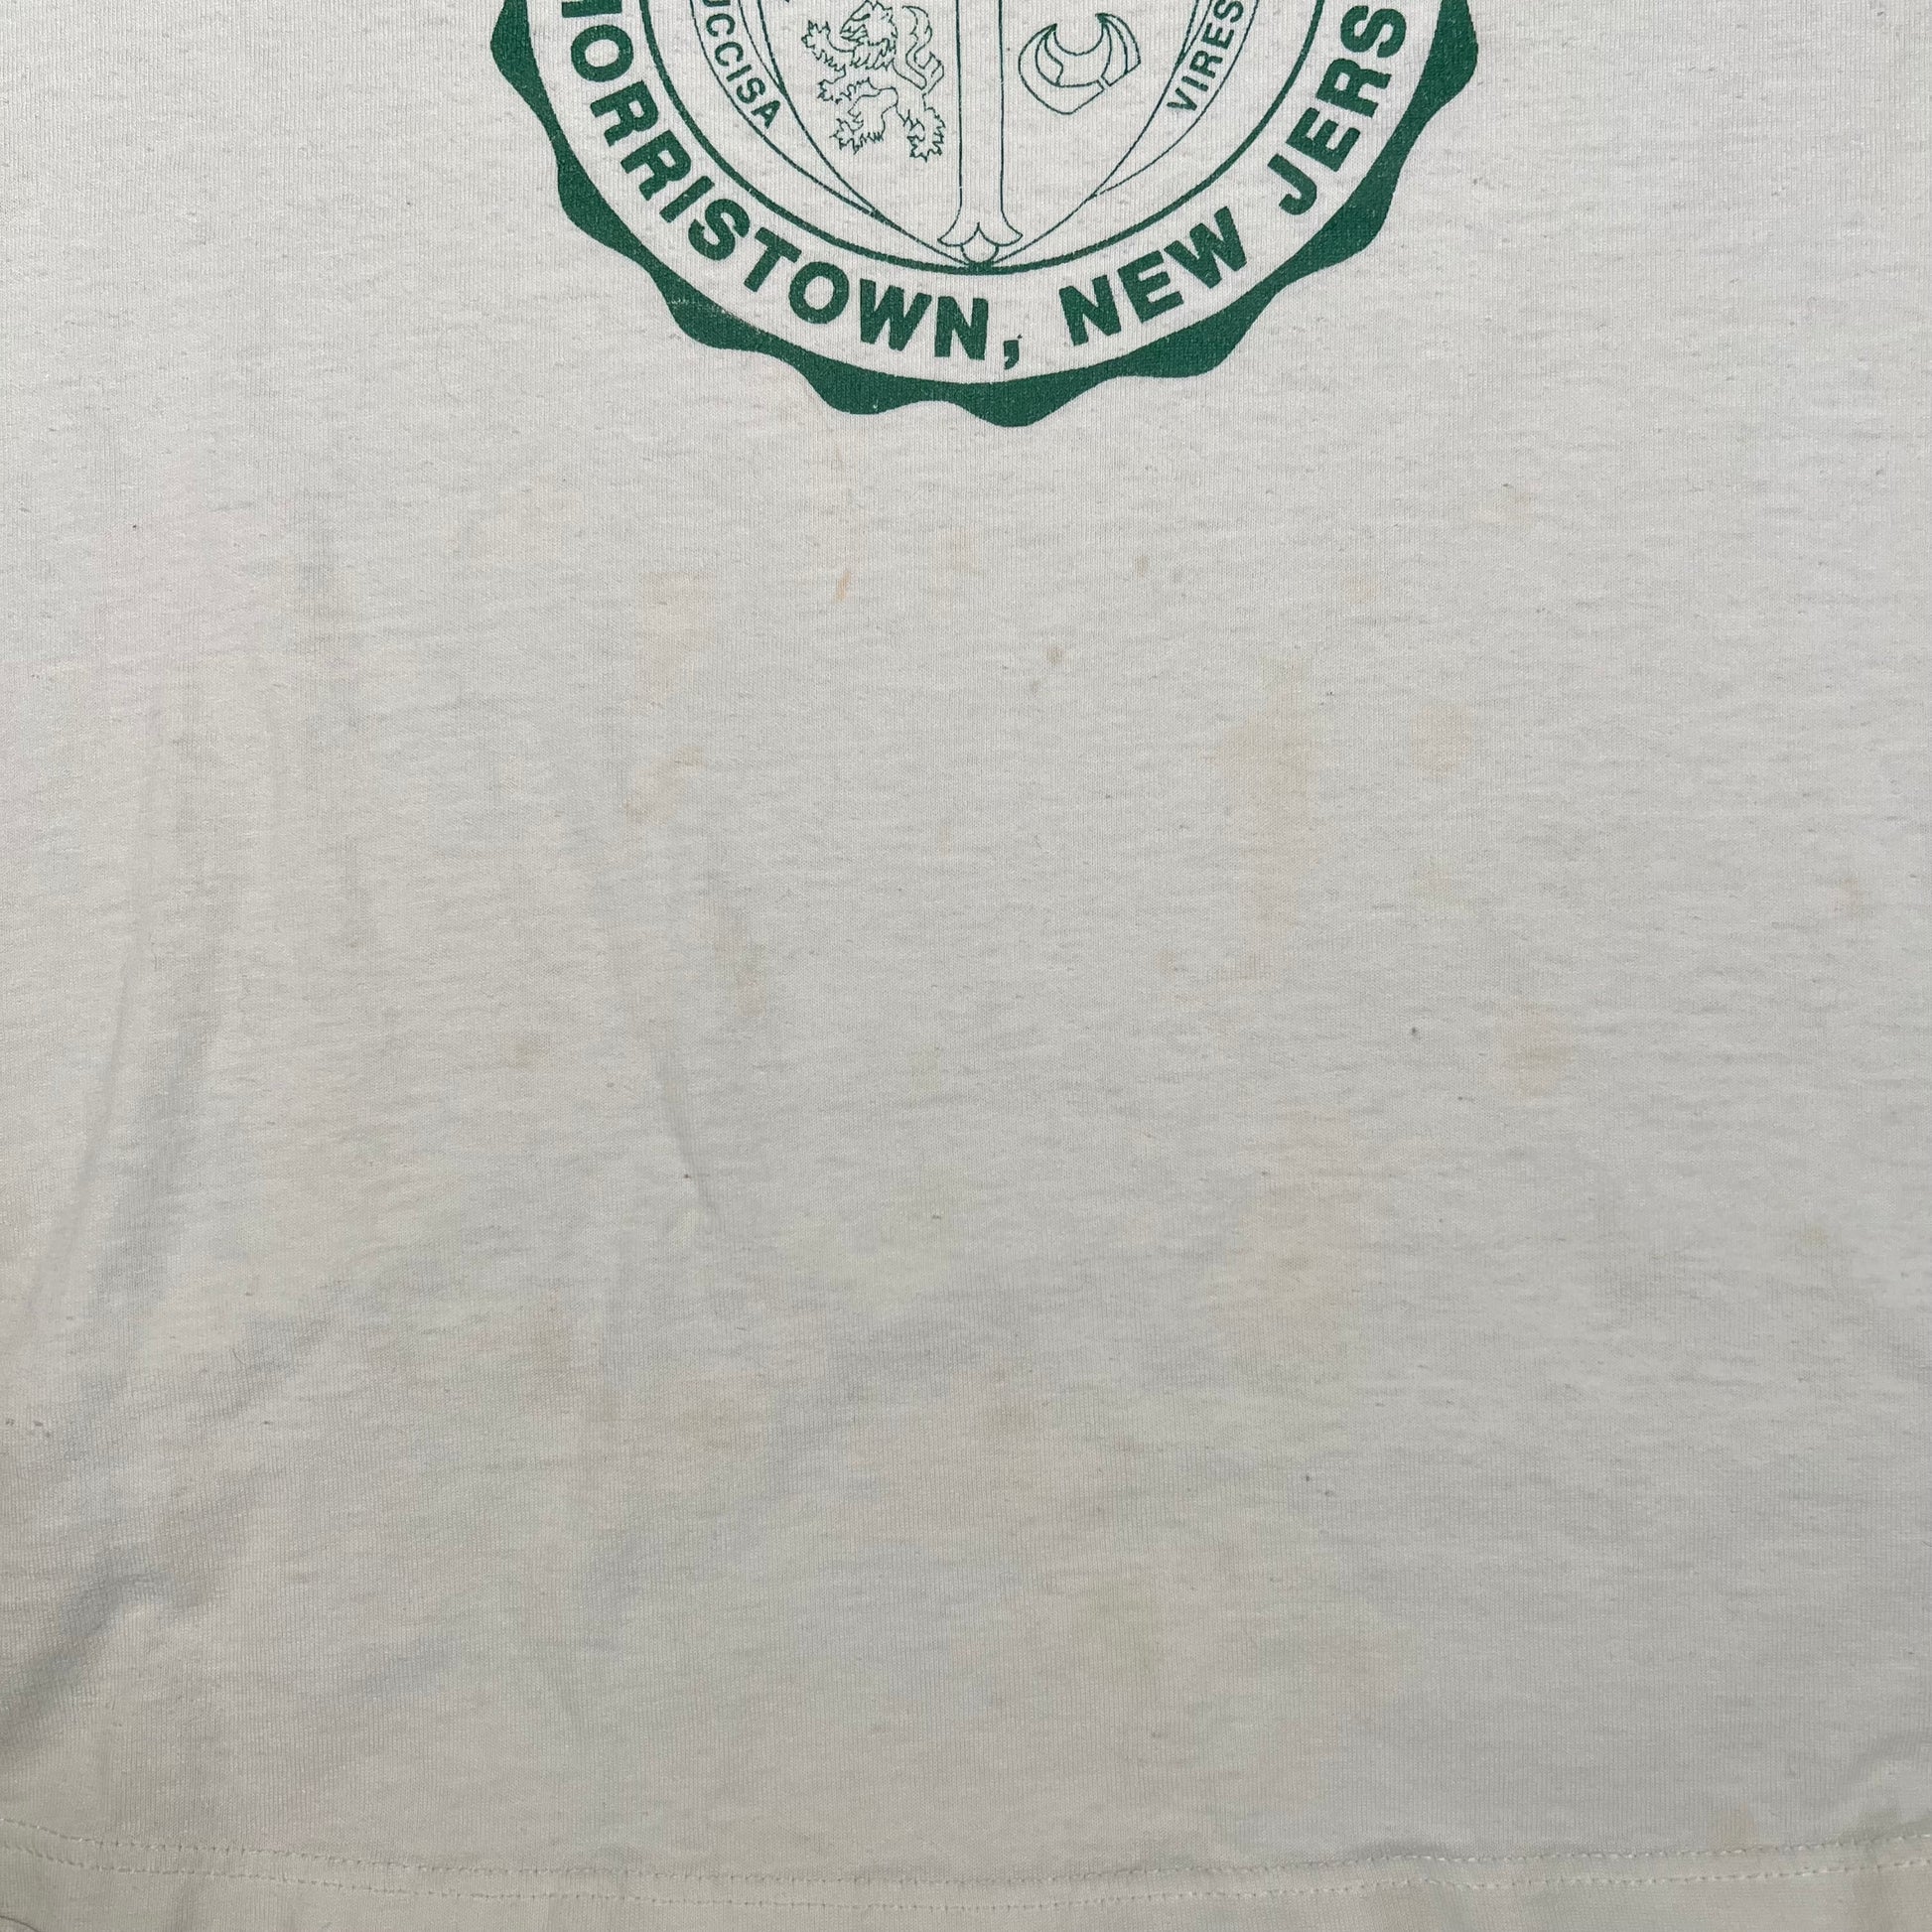 UCCISA
VIRES
ORRISTOWN, NEW JERS